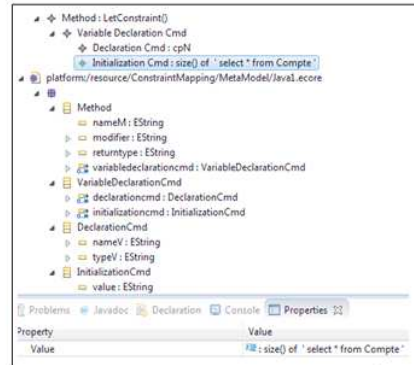 Method : LetConstraint()
Variable Declaration Cmd
Declaration Cmd : cpN
Initialization Cmd : size() of ' select * from Compte '
platform:/resource/ConstraintMapping/MetaModel/Java1.ecore
Method
nameM : EString
modifier : EString
returntype : EString
variabledeclarationcmd : VariableDeclarationCmd
VariableDeclarationCmd
declarationcmd : DeclarationCmd
initializationcmd : InitializationCmd
DeclarationCmd
nameV : EString
typeV : EString
InitializationCmd
value : EString
Problems Javadoc Declaration Console Properties
Property Value
Value : size() of ' select * from Compte '